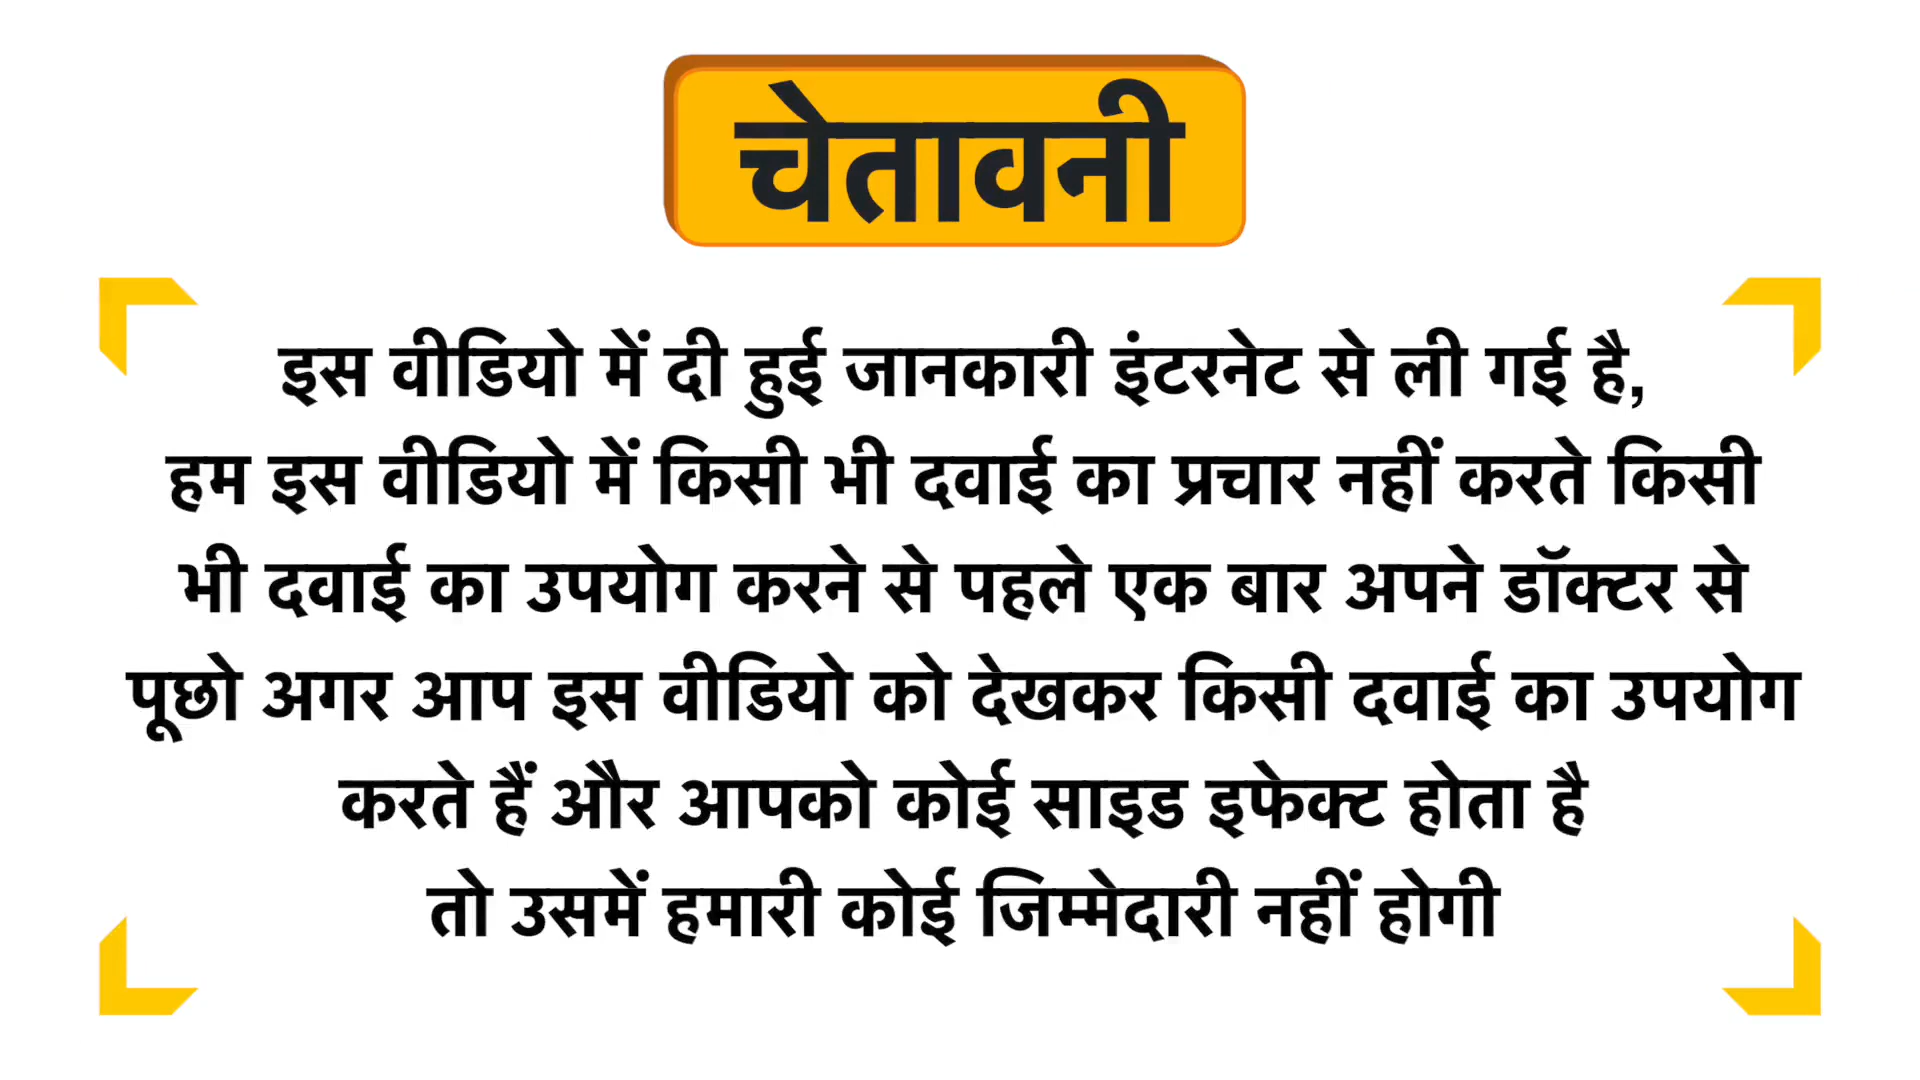 चेतावनी
इस वीडियो में दी हुई जानकारी इंटरनेट से ली गई है,
हम इस वीडियो में किसी भी दवाई का प्रचार नहीं करते किसी
भी दवाई का उपयोग करने से पहले एक बार अपने डॉक्टर से
पूछो अगर आप इस वीडियो को देखकर किसी दवाई का उपयोग
करते हैं और आपको कोई साइड इफेक्ट होता है
तो उसमें हमारी कोई जिम्मेदारी नहीं होगी